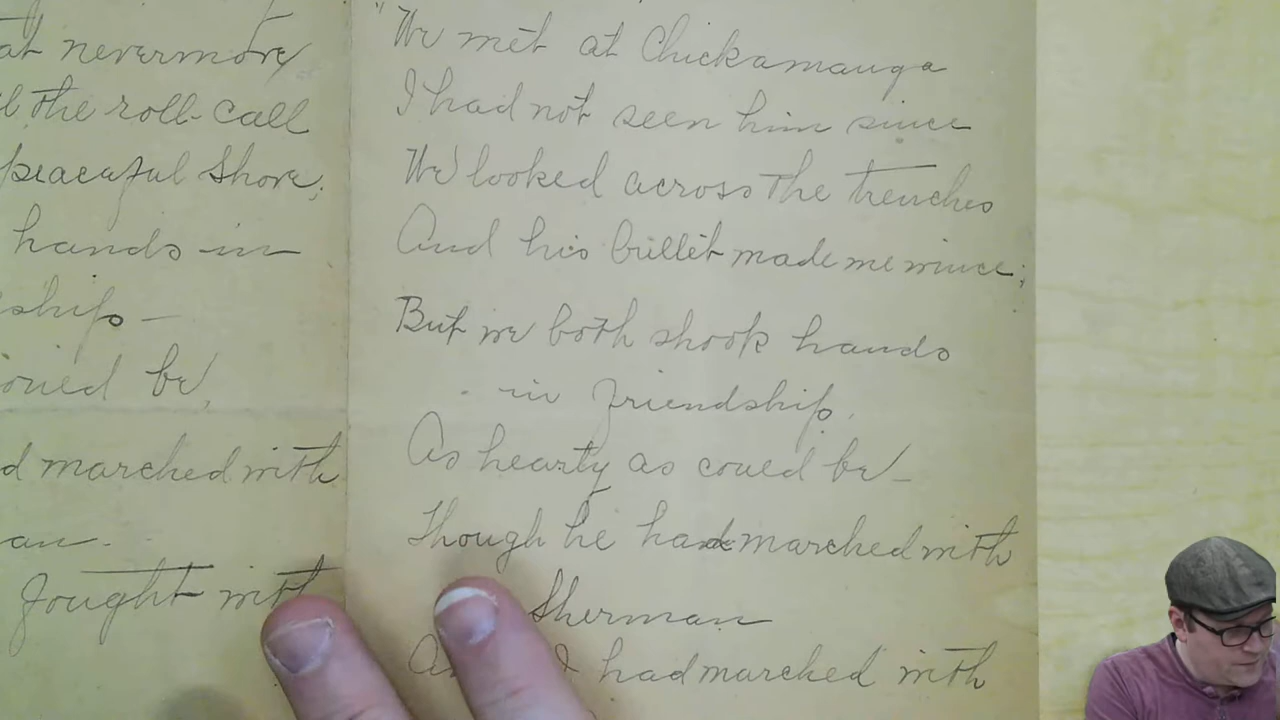 at nevermore
the roll-call
peaceful shore;
hands in
ship —
could be,
d marched with
an.
fought with
"We met at Chickamauga
I had not seen him since
We looked across the trenches
And his bullet made me wince;
But we both shook hands
in friendship.
As hearty as could be —
Though he had marched with
Sherman
I had marched with